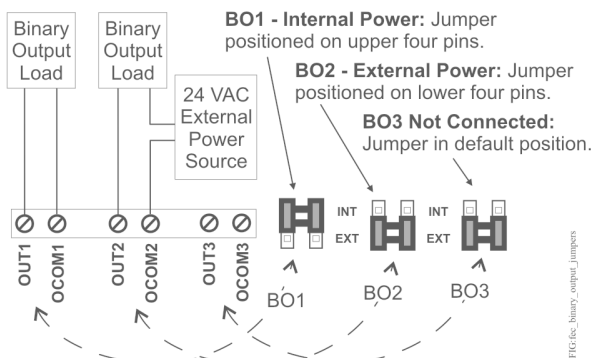 Binary
Output
Load
Binary
Output
Load
24 VAC
External
Power
Source
BO1 - Internal Power: Jumper
positioned on upper four pins.
BO2 - External Power: Jumper
positioned on lower four pins.
BO3 Not Connected:
Jumper in default position.
INT
EXT
INT
EXT
OUT1
OCOM1
OUT2
OCOM2
OUT3
OCOM3
BO1
BO2
BO3
FIG:fec_binary_output_jumpers